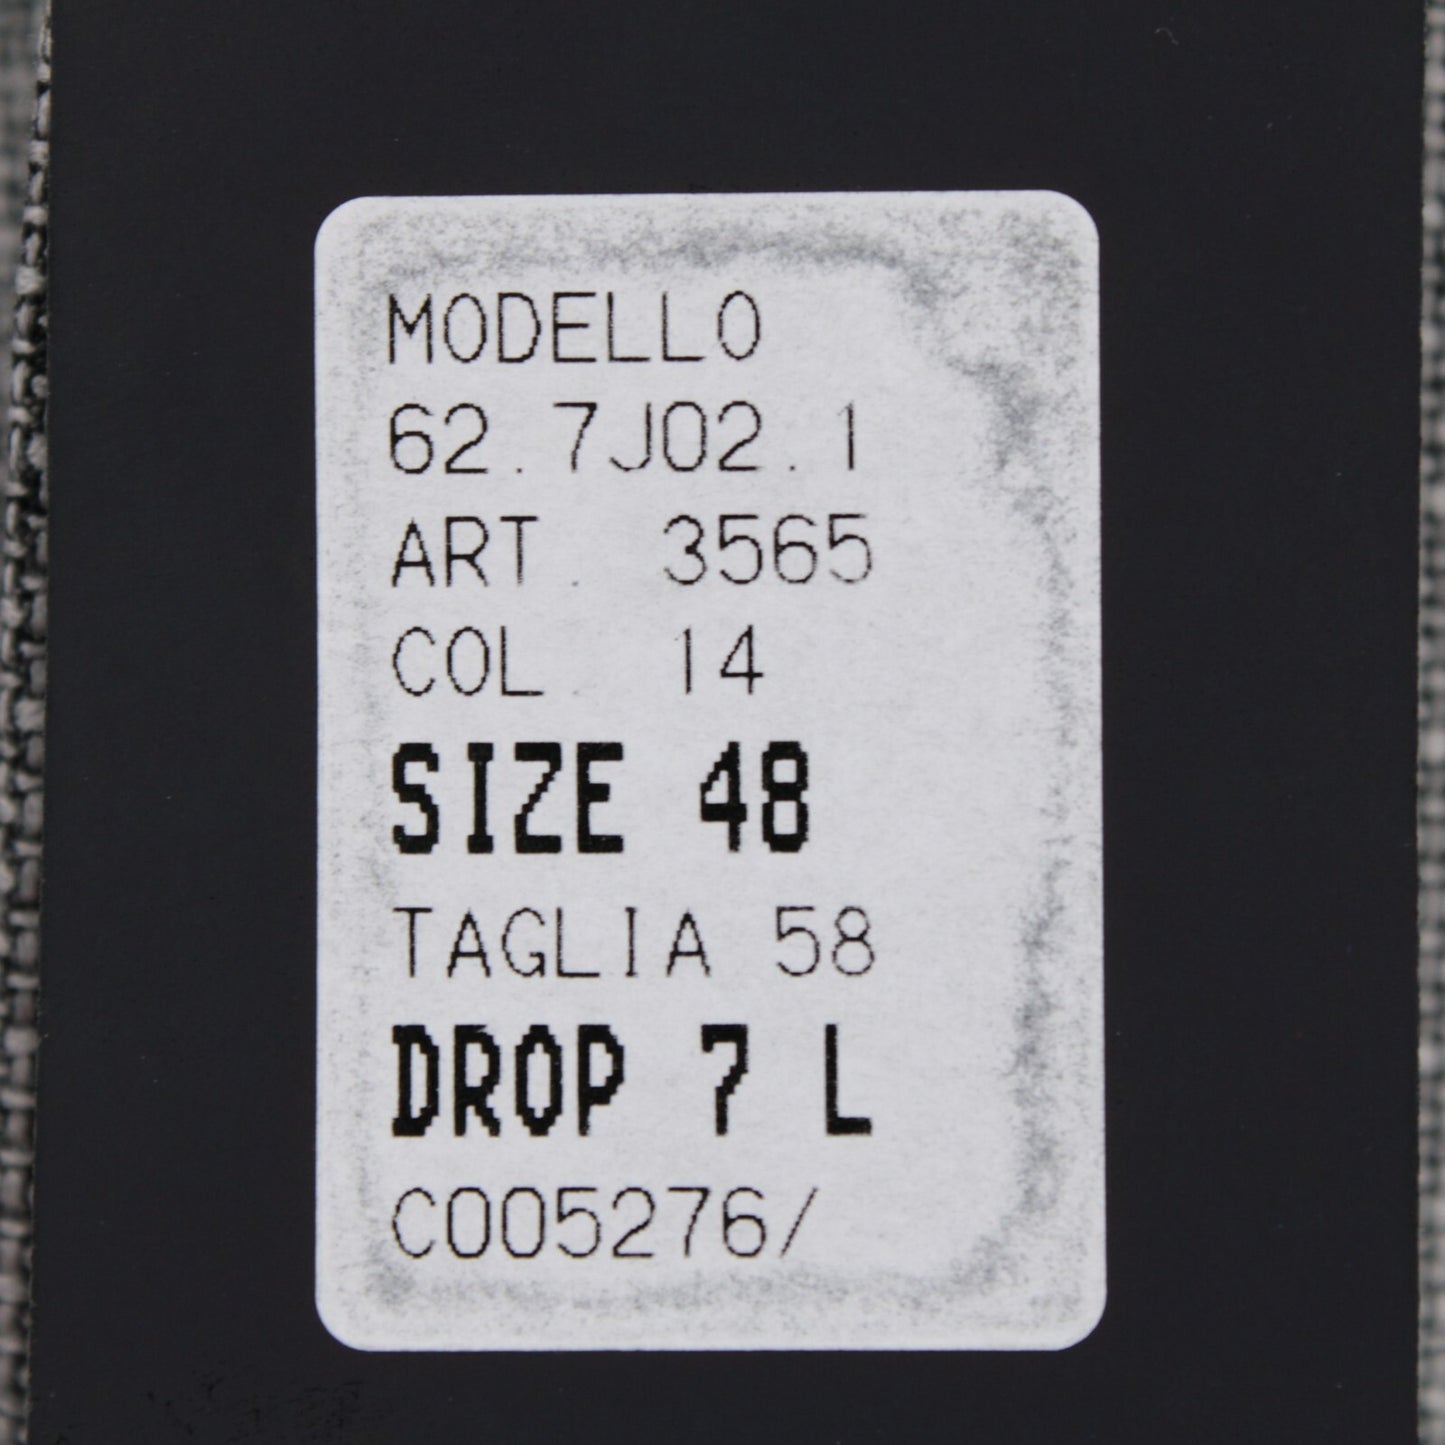 MODELLO
62.7J02.1
ART. 3565
COL. 14
SIZE 48
TAGLIA 58
DROP 7 L
C005276/